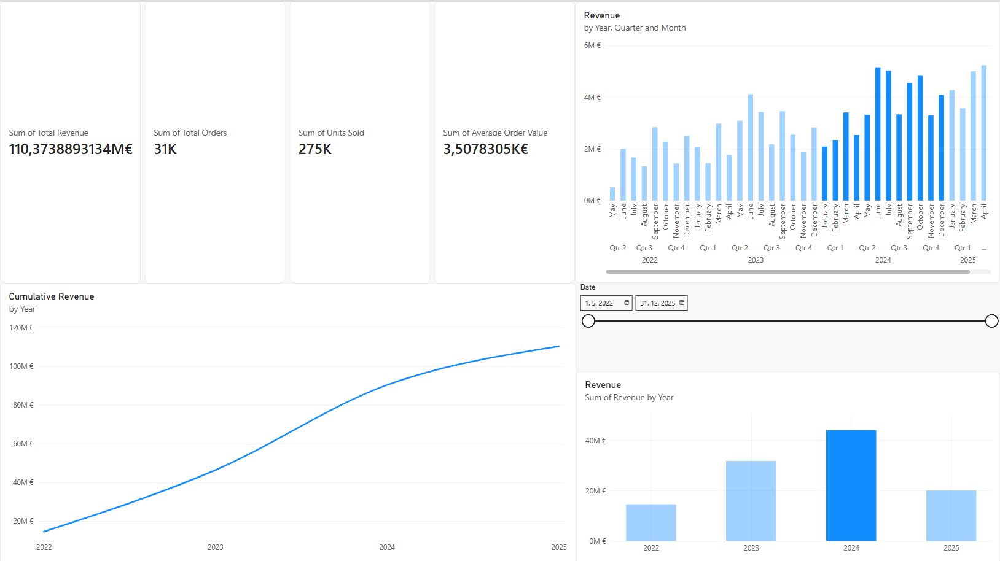 Sum of Total Revenue
110,3738893134M€
Sum of Total Orders
31K
Sum of Units Sold
275K
Sum of Average Order Value
3,5078305K€
Revenue
by Year, Quarter and Month
6M €
4M €
2M €
0M €
May June July August September October November December January February March April May June July August September October November December January February March April May June July August September October November December January February March April
Qtr 2 Qtr 3 Qtr 4 Qtr 1 Qtr 2 Qtr 3 Qtr 4 Qtr 1 Qtr 2 Qtr 3 Qtr 4 Qtr 1 ...
2022 2023 2024 2025
Cumulative Revenue
by Year
120M €
100M €
80M €
60M €
40M €
20M €
2022 2023 2024 2025
Date
1. 5. 2022 31. 12. 2025
Revenue
Sum of Revenue by Year
40M €
20M €
0M €
2022 2023 2024 2025